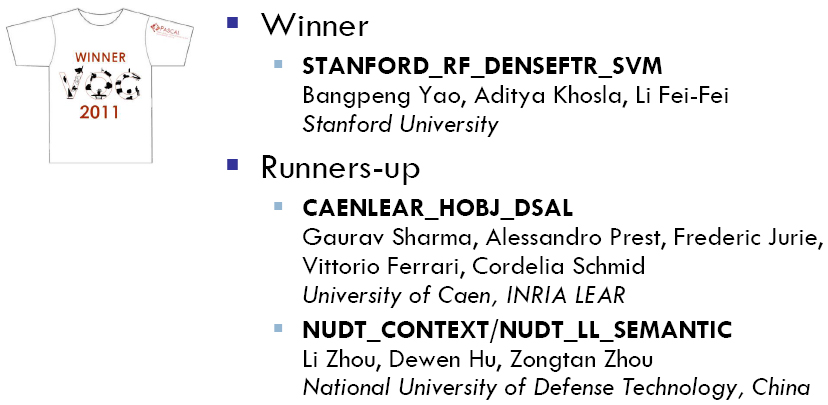 PASCAL
WINNER
VOC
2011
Winner
STANFORD_RF_DENSEFTR_SVM
Bangpeng Yao, Aditya Khosla, Li Fei-Fei
Stanford University
Runners-up
CAENLEAR_HOBJ_DSAL
Gaurav Sharma, Alessandro Prest, Frederic Jurie,
Vittorio Ferrari, Cordelia Schmid
University of Caen, INRIA LEAR
NUDT_CONTEXT/NUDT_LL_SEMANTIC
Li Zhou, Dewen Hu, Zongtan Zhou
National University of Defense Technology, China